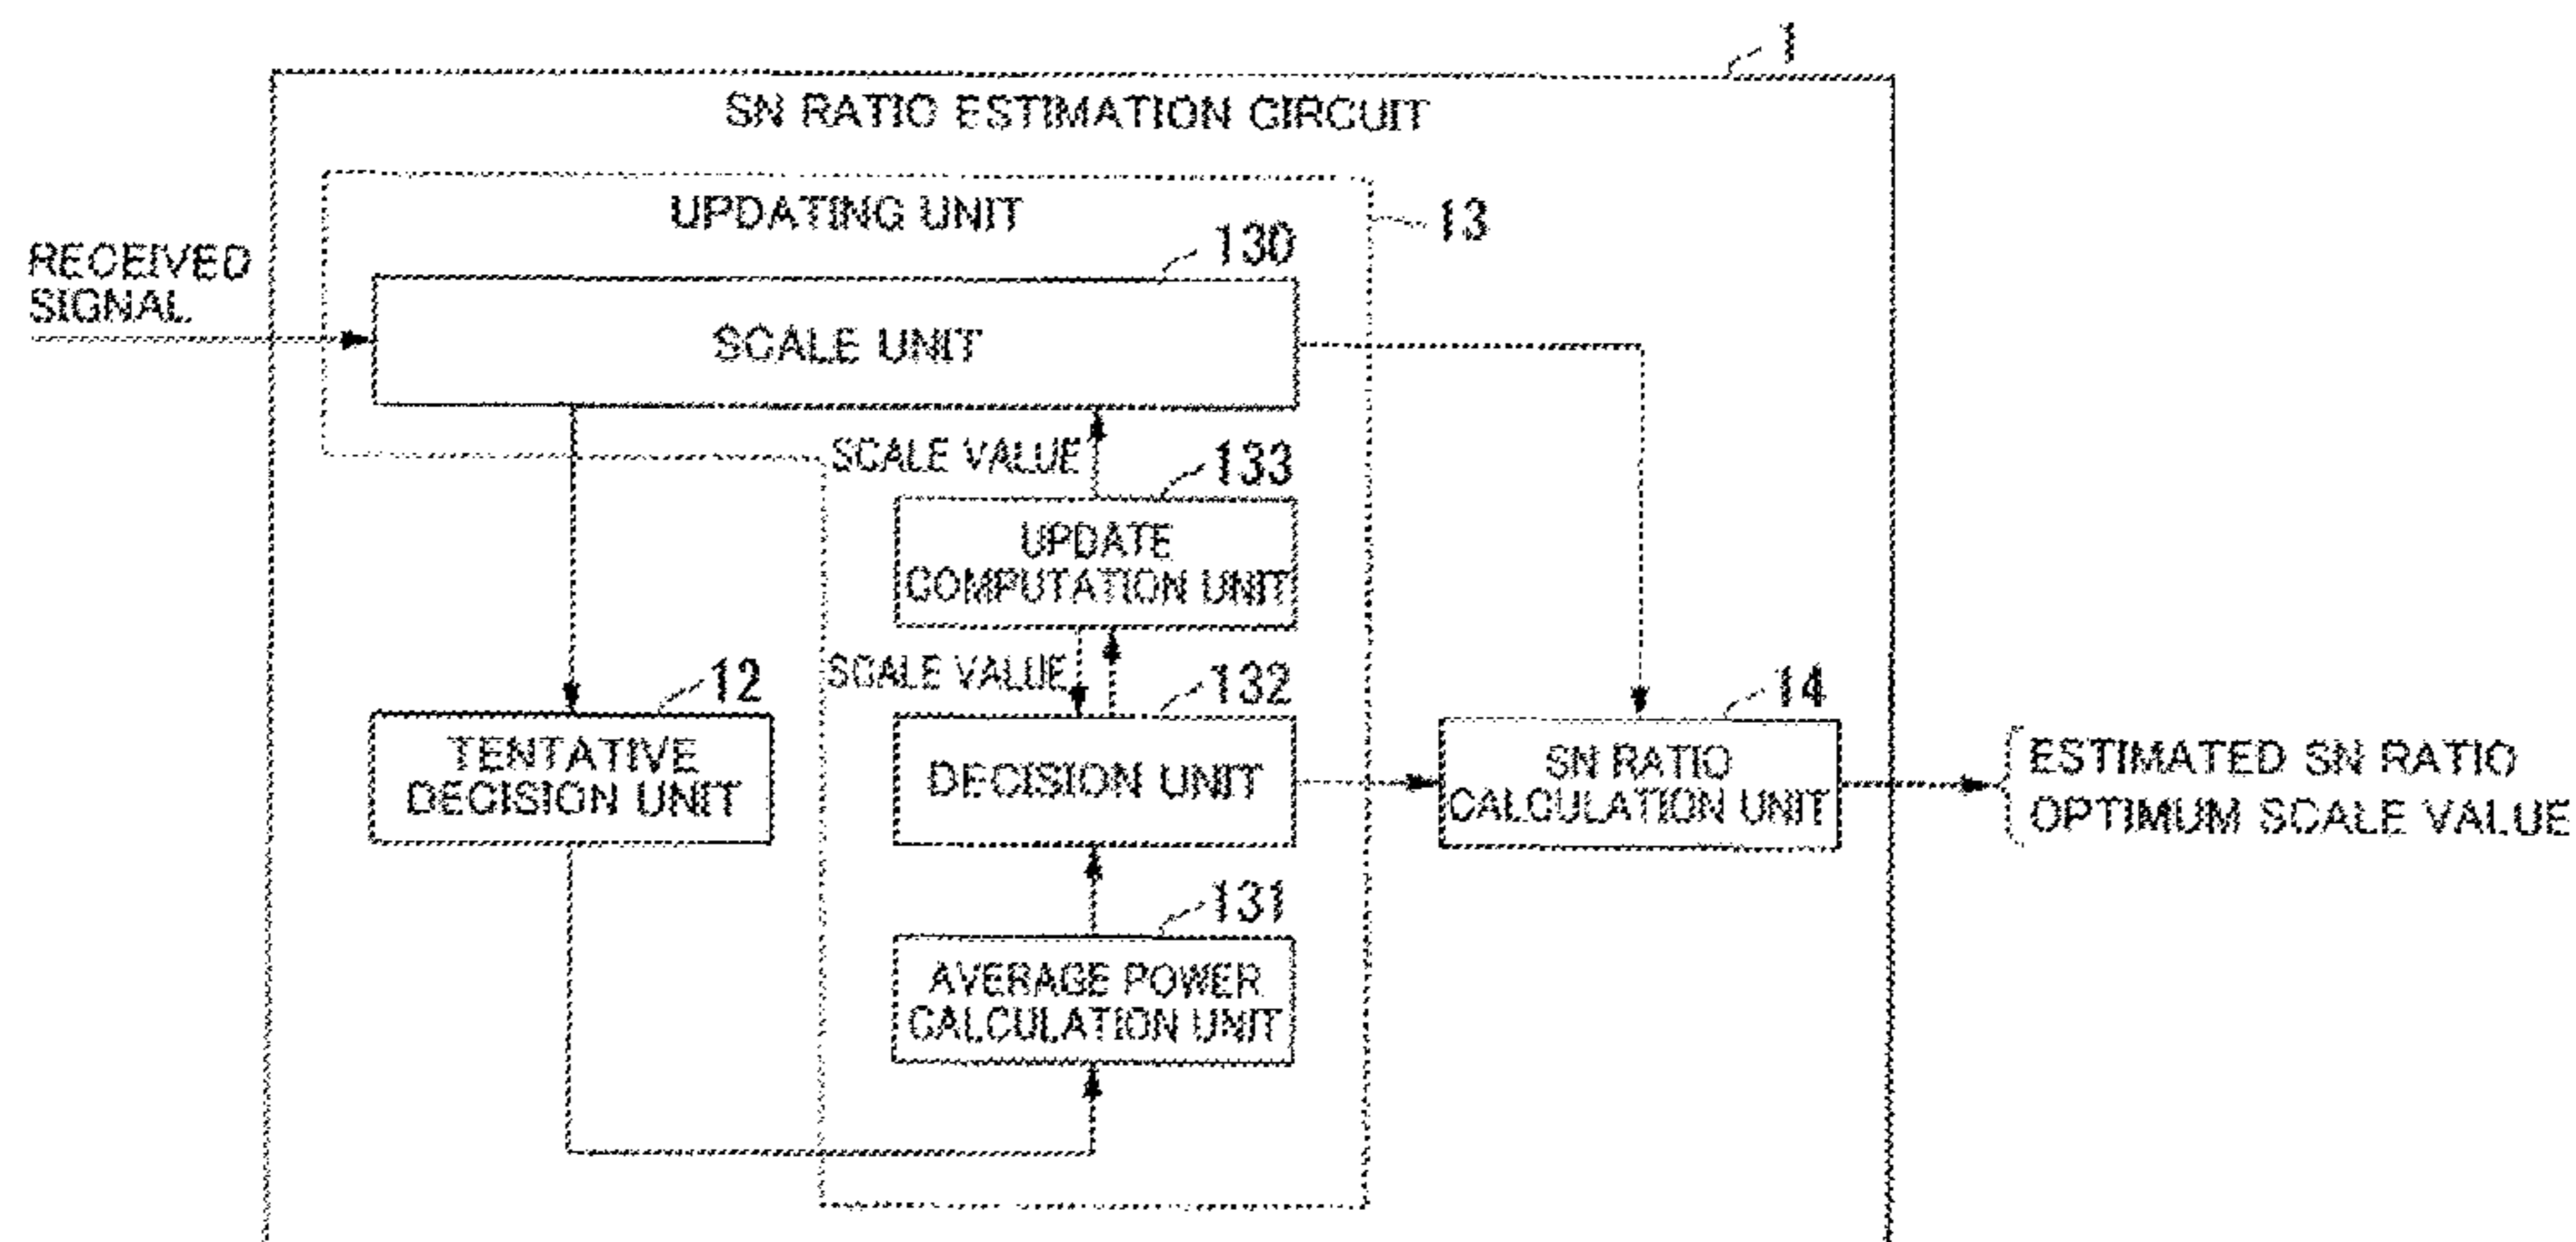 1
SN RATIO ESTIMATION CIRCUIT
UPDATING UNIT
13
130
RECEIVED
SIGNAL
SCALE UNIT
SCALE VALUE
133
UPDATE
COMPUTATION UNIT
SCALE VALUE
12
132
14
TENTATIVE
DECISION UNIT
DECISION UNIT
SN RATIO
CALCULATION UNIT
ESTIMATED SN RATIO
OPTIMUM SCALE VALUE
131
AVERAGE POWER
CALCULATION UNIT